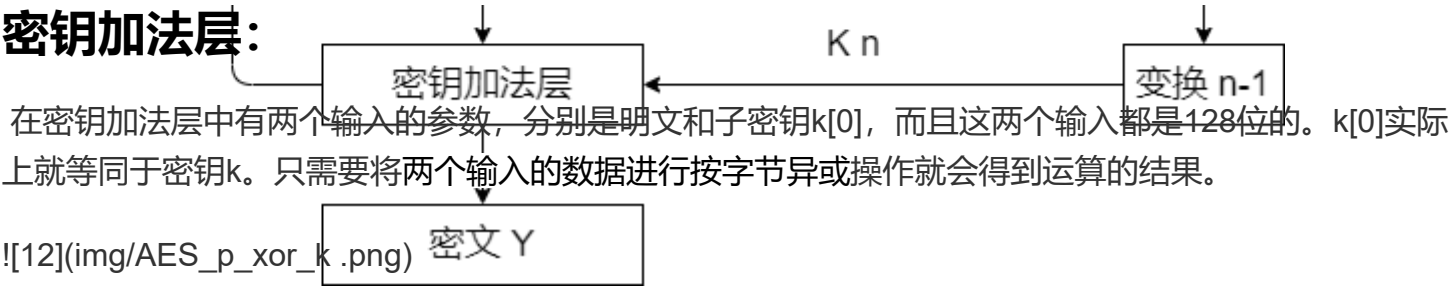 密钥加法层：
K n
密钥加法层
变换 n-1
在密钥加法层中有两个输入的参数，分别是明文和子密钥k[0]，而且这两个输入都是128位的。k[0]实际
上就等同于密钥k。只需要将两个输入的数据进行按字节异或操作就会得到运算的结果。
![12](img/AES_p_xor_k .png)
密文 Y